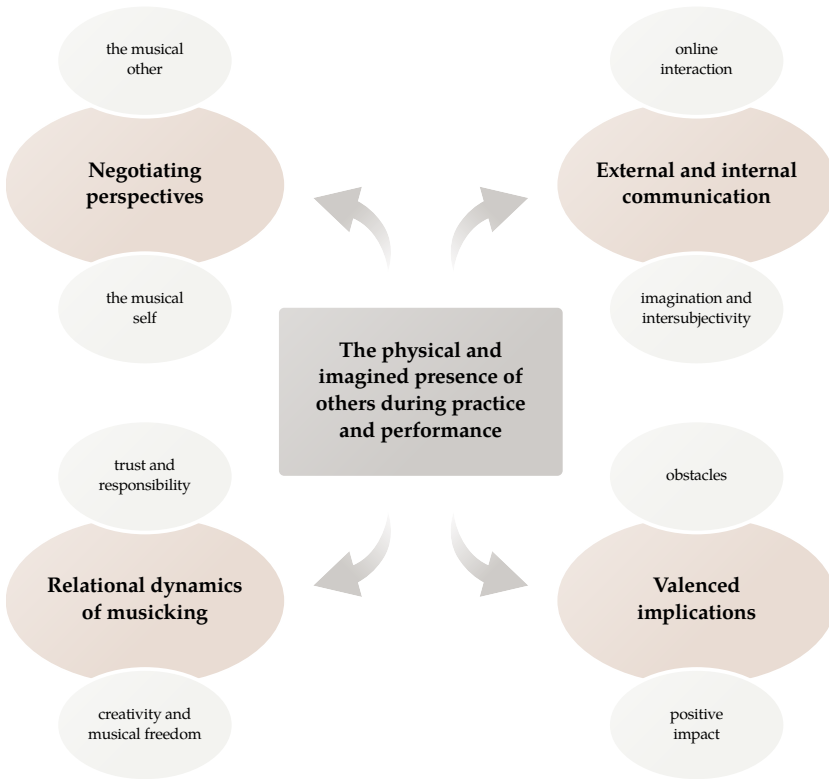 the musical
other
Negotiating
perspectives
the musical
self
online
interaction
External and internal
communication
imagination and
intersubjectivity
The physical and
imagined presence of
others during practice
and performance
trust and
responsibility
Relational dynamics
of musicking
creativity and
musical freedom
obstacles
Valenced
implications
positive
impact